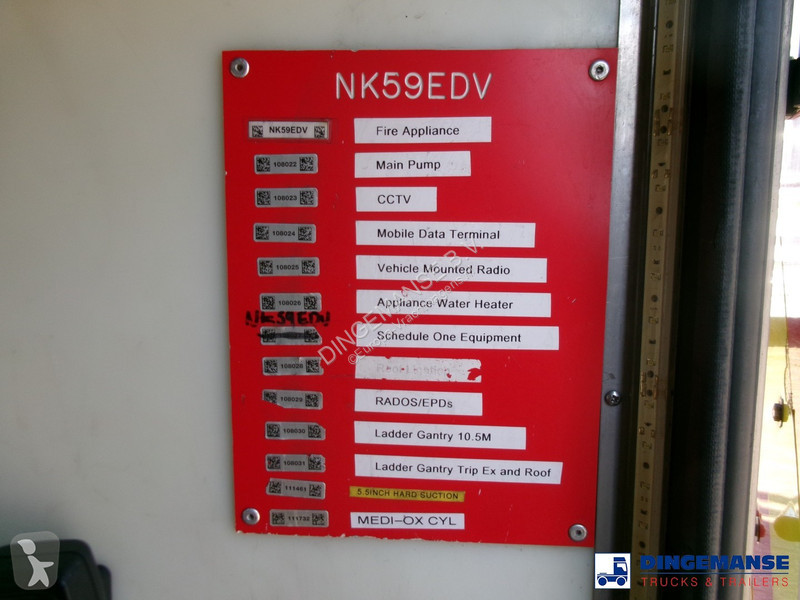 NK59EDV
NK59EDV Fire Appliance
108022 Main Pump
108023 CCTV
108024 Mobile Data Terminal
108025 Vehicle Mounted Radio
108026 Appliance Water Heater
NK59EDV
Schedule One Equipment
108028
108029 RADOS/EPDs
108030 Ladder Gantry 10.5M
108031 Ladder Gantry Trip Ex and Roof
111461 5.5INCH HARD SUCTION
111732 MEDI-OX CYL
DINGEMANSE B.V.
DINGEMANSE
TRUCKS & TRAILERS